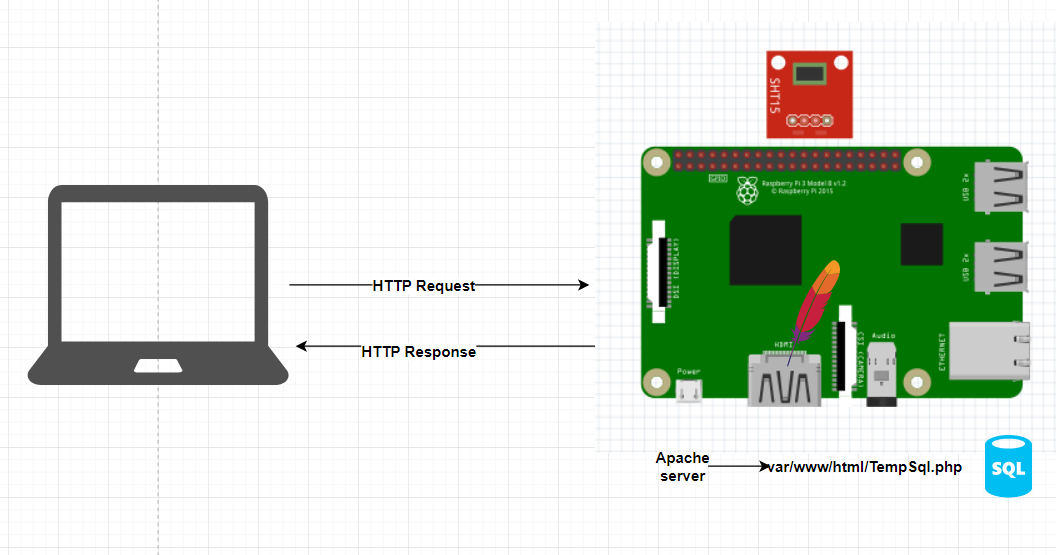 SHT15
GPIO
Raspberry Pi 3 Model B v1.2
© Raspberry Pi 2015
USB 2x
DSI (DISPLAY)
USB 2x
HTTP Request
HTTP Response
HDMI
CSI (CAMERA)
Audio
ETHERNET
Power
Apache
server
var/www/html/TempSql.php
SQL